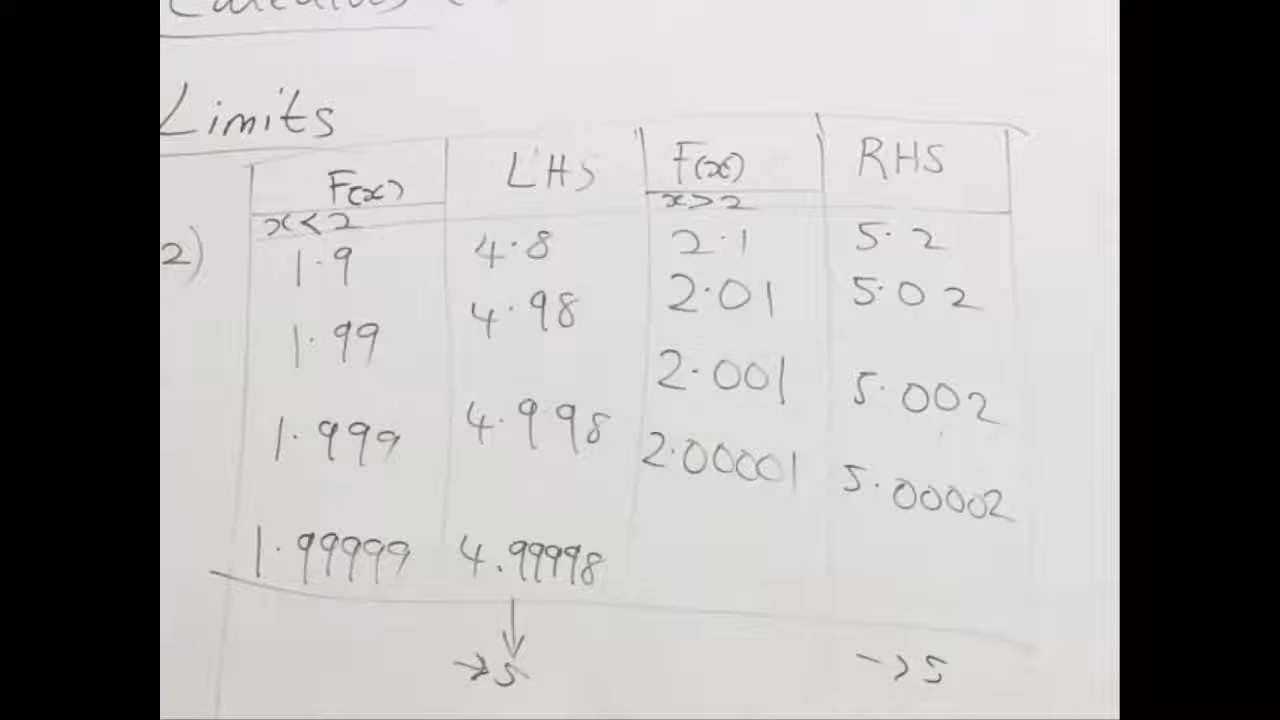 Calculus
Limits
F(x) LHS F(x) RHS
x < 2 x > 2
2) 1.9 4.8 2.1 5.2
1.99 4.98 2.01 5.02
1.999 4.998 2.001 5.002
1.99999 4.99998 2.00001 5.00002
→ 5 → 5